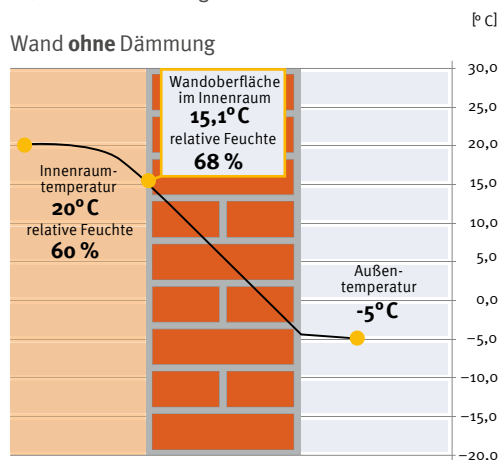 [° C]
Wand ohne Dämmung
Wandoberfläche
im Innenraum
15,1° C
relative Feuchte
68 %
Innenraum-
temperatur
20° C
relative Feuchte
60 %
Außen-
temperatur
-5° C
30,0
25,0
20,0
15,0
10,0
5,0
0,0
–5,0
–10,0
–15,0
–20,0